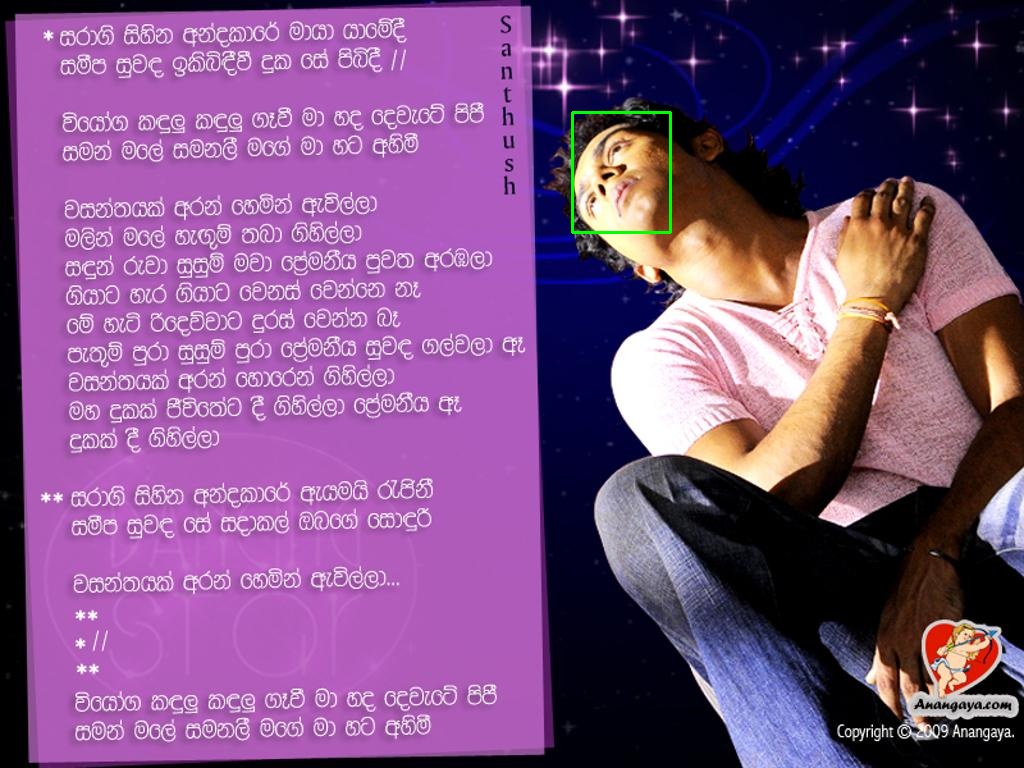 * සරාගි සිහින අන්දකාරේ මායා යාමේදී
සමීප සුවඳ ඉකිබිඳීවී දුක සේ පිබිදී //
වියෝග කඳුලු කඳුලු ගෑවී මා හද දෙවැටේ පිපී
සමන් මලේ සමනලී මගේ මා හට අහිමී
වසන්තයක් අරන් හෙමින් ඇවිල්ලා
මලින් මලේ හැඟුම් තබා ගිහිල්ලා
සඳුන් රුවා සුසුම් මවා ප්‍රේමනීය පුවත අරඹලා
ගියාට හැර ගියාට වෙනස් වෙන්නෙ නෑ
මේ හැටි රිදෙව්වාට දුරස් වෙන්න බෑ
පැතුම් පුරා සුසුම් පුරා ප්‍රේමනීය සුවඳ ගල්වලා ඈ
වසන්තයක් අරන් හොරෙන් ගිහිල්ලා
මහ දුකක් ජීවිතේට දී ගිහිල්ලා ප්‍රේමනීය ඈ
දුකක් දී ගිහිල්ලා
** සරාගි සිහින අන්දකාරේ ඇයමයි රැජිනී
සමීප සුවඳ සේ සදාකල් ඔබගේ සොඳුරී
වසන්තයක් අරන් හෙමින් ඇවිල්ලා...
**
* //
**
වියෝග කඳුලු කඳුලු ගෑවී මා හද දෙවැටේ පිපී
සමන් මලේ සමනලී මගේ මා හට අහිමී
Santhush
Anangaya.com
Copyright © 2009 Anangaya.